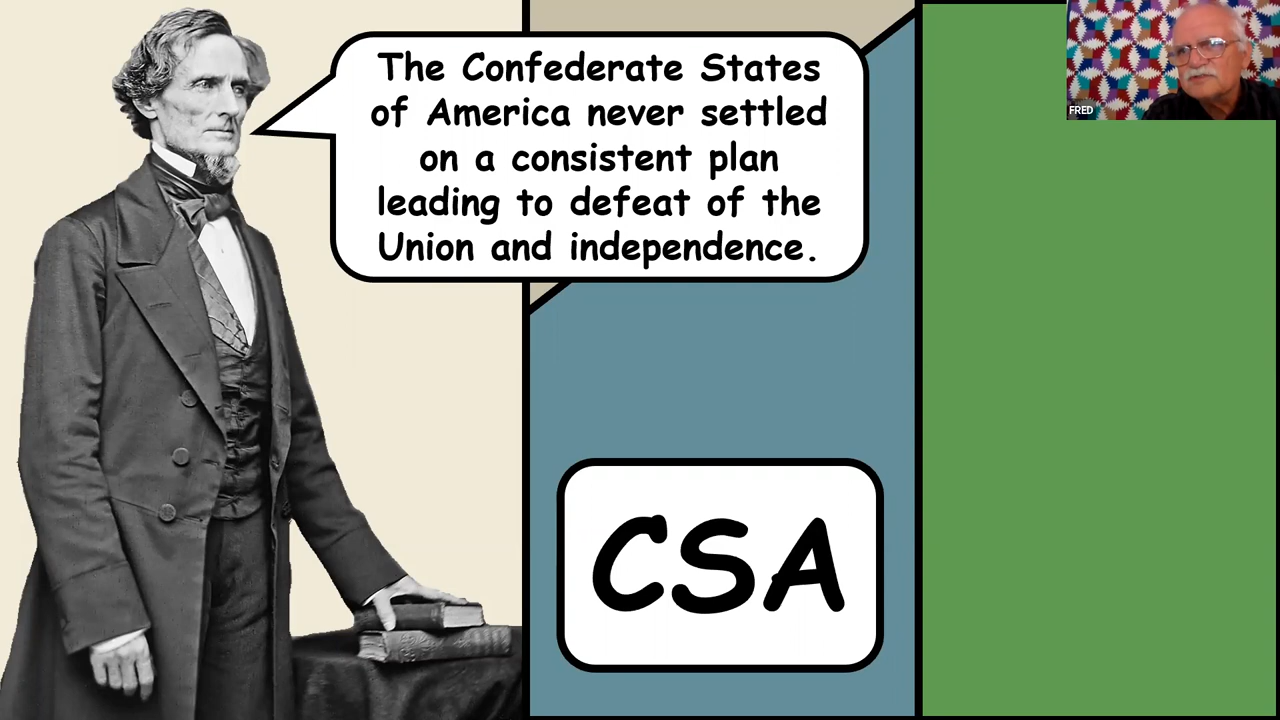 The Confederate States
of America never settled
on a consistent plan
leading to defeat of the
Union and independence.
CSA
FRED